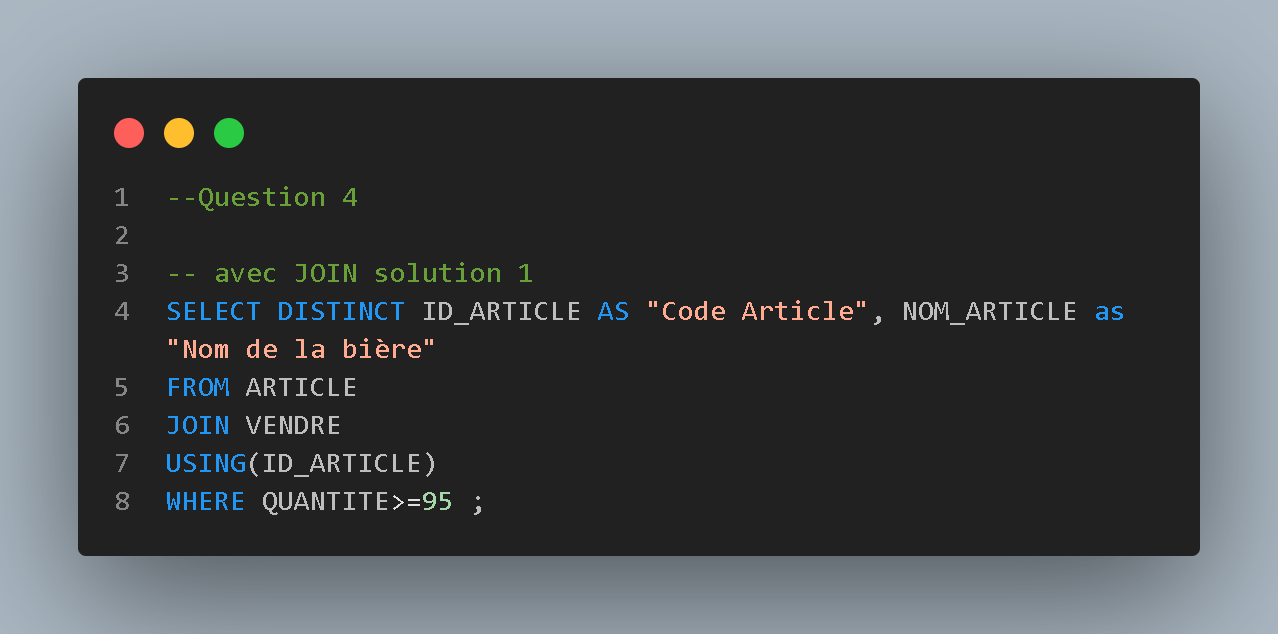 1 --Question 4
2
3 -- avec JOIN solution 1
4 SELECT DISTINCT ID_ARTICLE AS "Code Article", NOM_ARTICLE as
"Nom de la bière"
5 FROM ARTICLE
6 JOIN VENDRE
7 USING(ID_ARTICLE)
8 WHERE QUANTITE>=95 ;